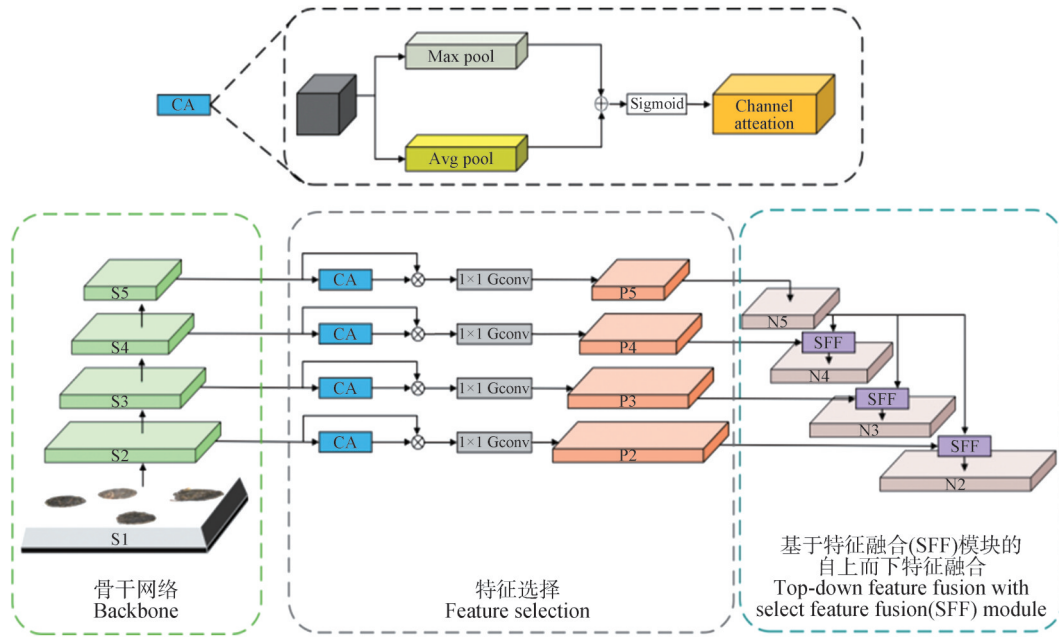 Max pool
CA
Sigmoid
Channel
atteation
Avg pool
S5
CA
1×1 Gconv
P5
N5
S4
CA
1×1 Gconv
P4
SFF
N4
S3
CA
1×1 Gconv
P3
SFF
N3
S2
CA
1×1 Gconv
P2
SFF
N2
S1
骨干网络
Backbone
特征选择
Feature selection
基于特征融合(SFF)模块的
自上而下特征融合
Top-down feature fusion with
select feature fusion(SFF) module